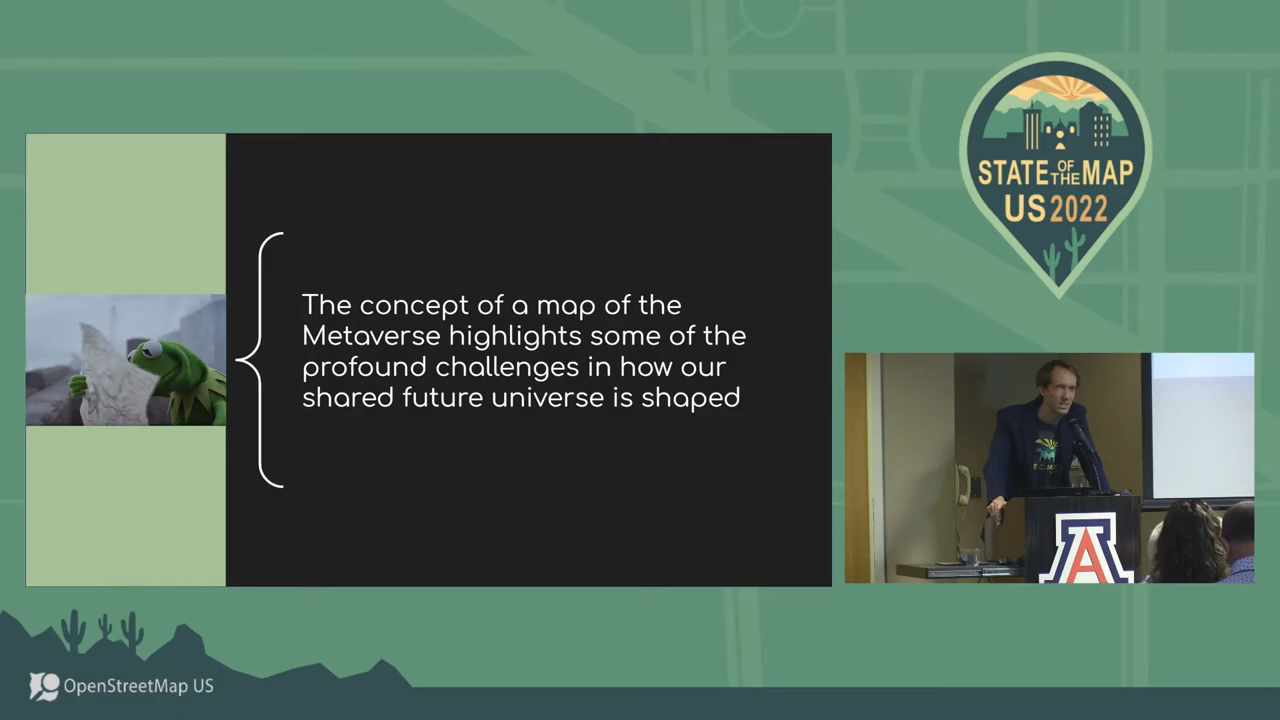 The concept of a map of the
Metaverse highlights some of the
profound challenges in how our
shared future universe is shaped
STATE OF THE MAP
US 2022
A
OpenStreetMap US